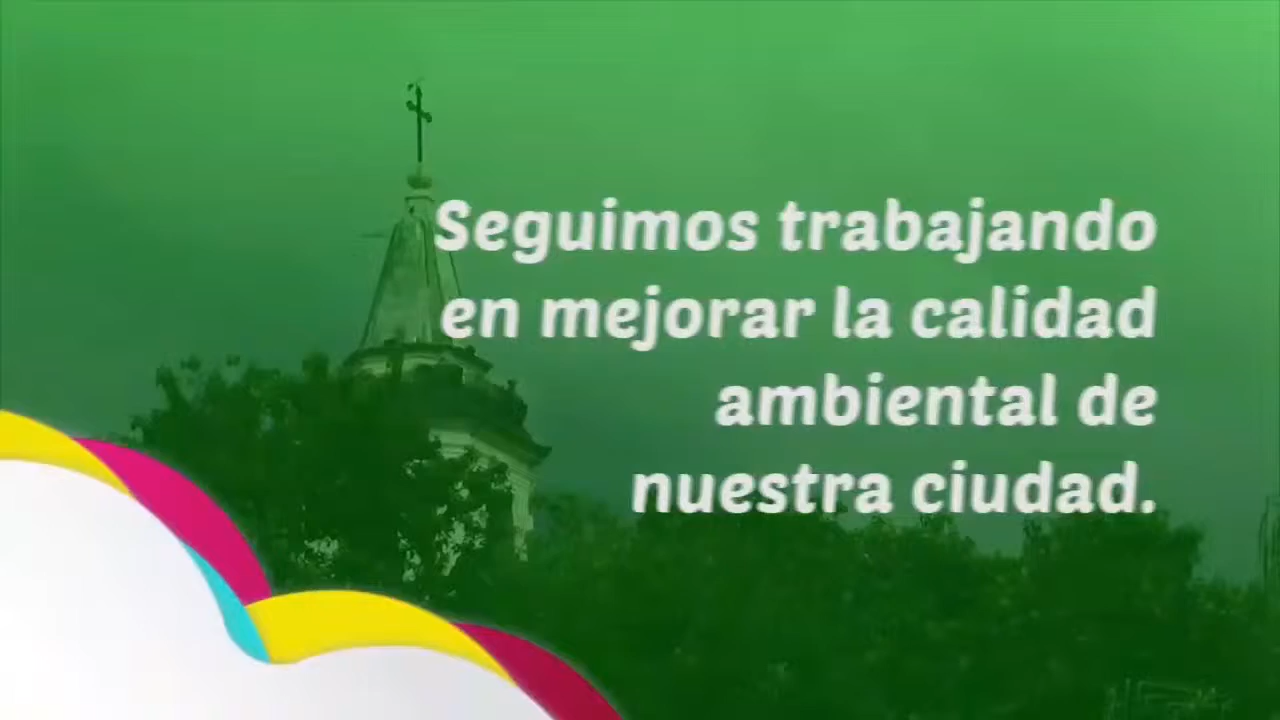 Seguimos trabajando
en mejorar la calidad
ambiental de
nuestra ciudad.